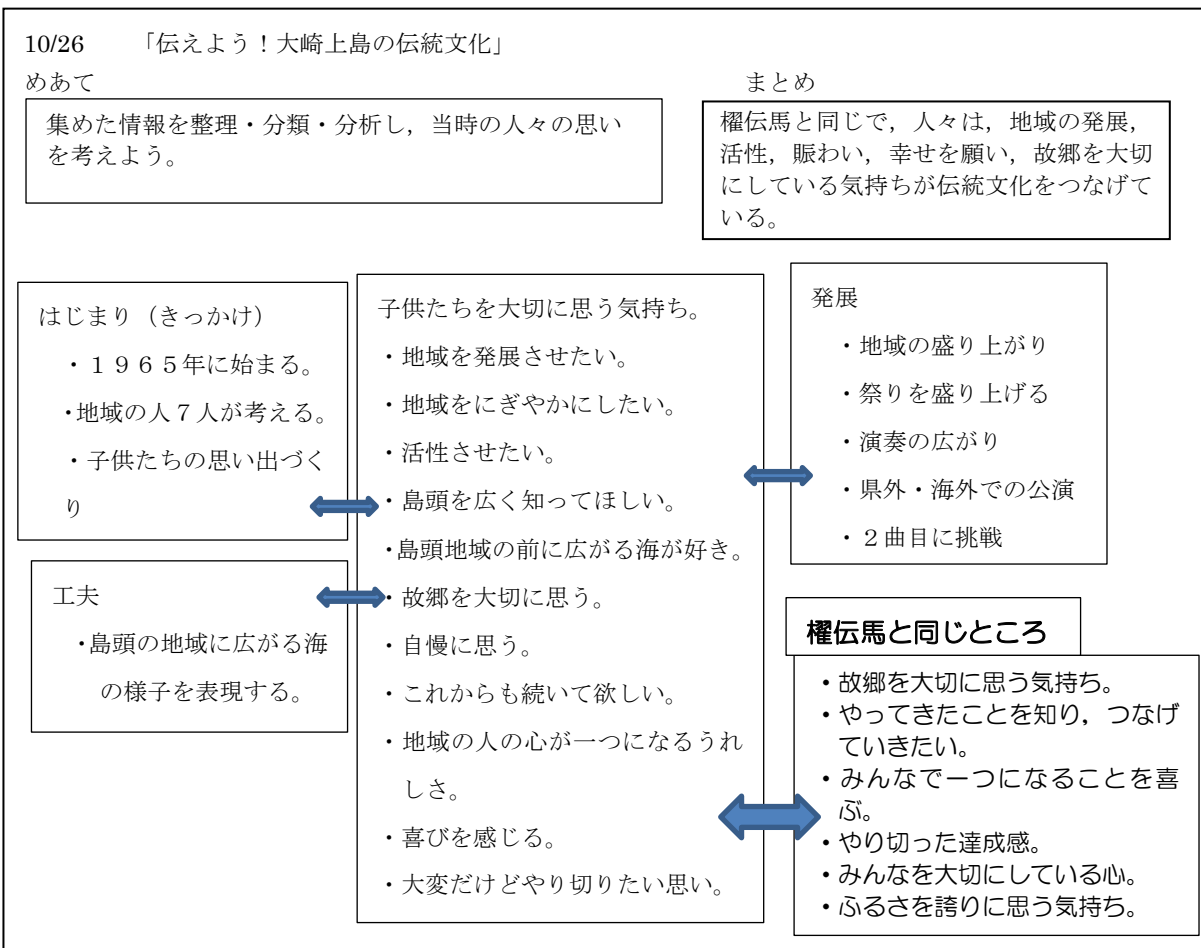 10/26 「伝えよう！大崎上島の伝統文化」
めあて
集めた情報を整理・分類・分析し，当時の人々の思い
を考えよう。
まとめ
櫂伝馬と同じで，人々は，地域の発展，
活性，賑わい，幸せを願い，故郷を大切
にしている気持ちが伝統文化をつなげて
いる。
はじまり（きっかけ）
・１９６５年に始まる。
・地域の人７人が考える。
・子供たちの思い出づく
り
工夫
・島頭の地域に広がる海
の様子を表現する。
子供たちを大切に思う気持ち。
・地域を発展させたい。
・地域をにぎやかにしたい。
・活性させたい。
・島頭を広く知ってほしい。
・島頭地域の前に広がる海が好き。
・故郷を大切に思う。
・自慢に思う。
・これからも続いて欲しい。
・地域の人の心が一つになるうれ
しさ。
・喜びを感じる。
・大変だけどやり切りたい思い。
発展
・地域の盛り上がり
・祭りを盛り上げる
・演奏の広がり
・県外・海外での公演
・２曲目に挑戦
櫂伝馬と同じところ
・故郷を大切に思う気持ち。
・やってきたことを知り，つなげ
ていきたい。
・みんなで一つになることを喜
ぶ。
・やり切った達成感。
・みんなを大切にしている心。
・ふるさを誇りに思う気持ち。